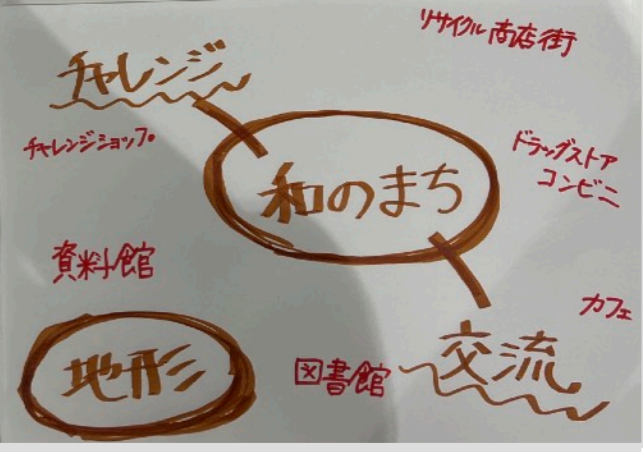 リサイクル商店街
チャレンジ
チャレンジショップ
ドラッグストア
コンビニ
和のまち
資料館
カフェ
地形
図書館
交流